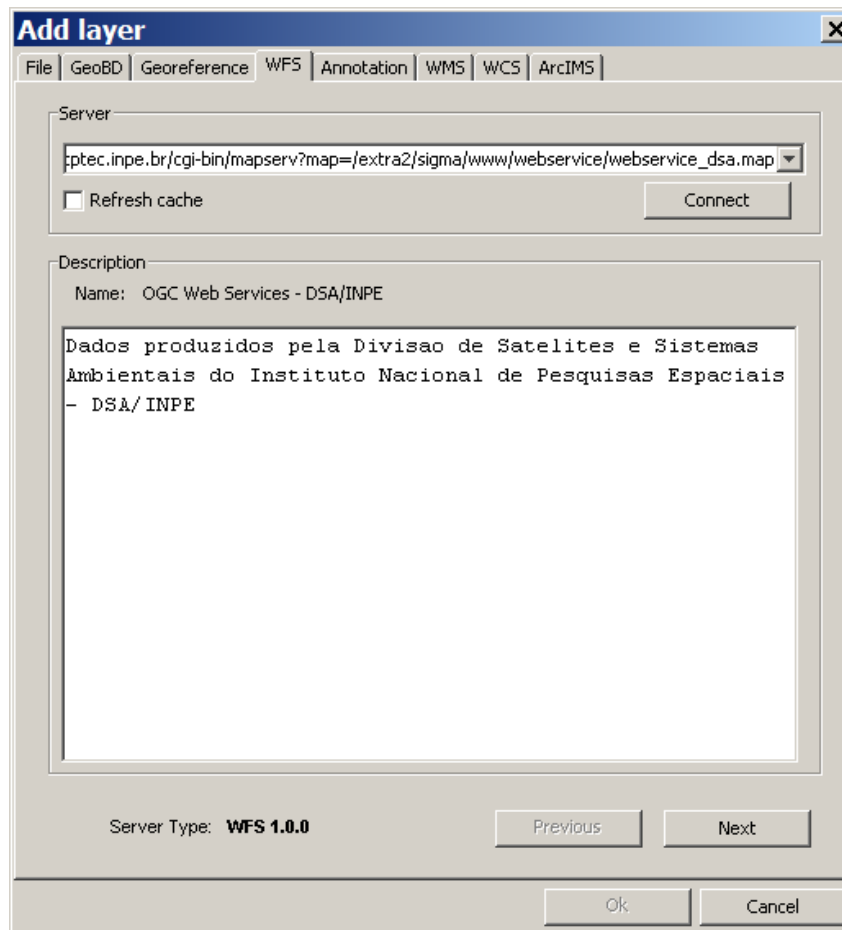 Add layer
File GeoBD Georeference WFS Annotation WMS WCS ArcIMS
Server
cptec.inpe.br/cgi-bin/mapserv?map=/extra2/sigma/www/webservice/webservice_dsa.map
Refresh cache Connect
Description
Name: OGC Web Services - DSA/INPE
Dados produzidos pela Divisao de Satelites e Sistemas
Ambientais do Instituto Nacional de Pesquisas Espaciais
- DSA/INPE
Server Type: WFS 1.0.0 Previous Next
Ok Cancel